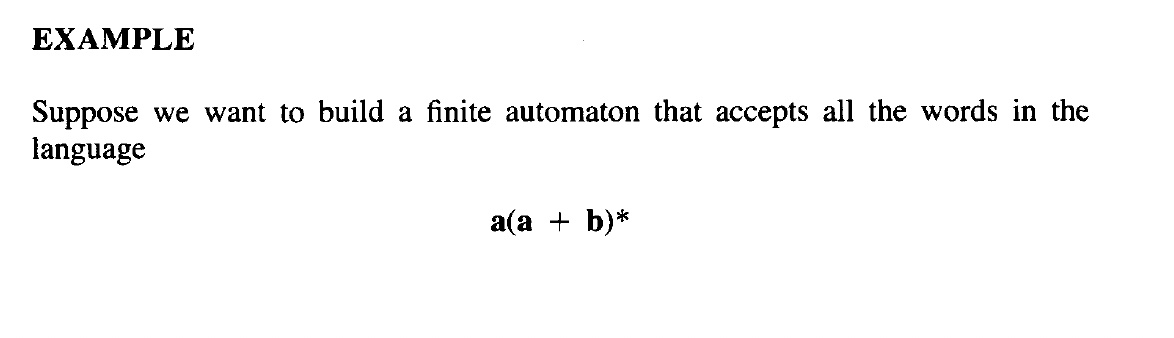 EXAMPLE
Suppose we want to build a finite automaton that accepts all the words in the
language
a(a + b)*